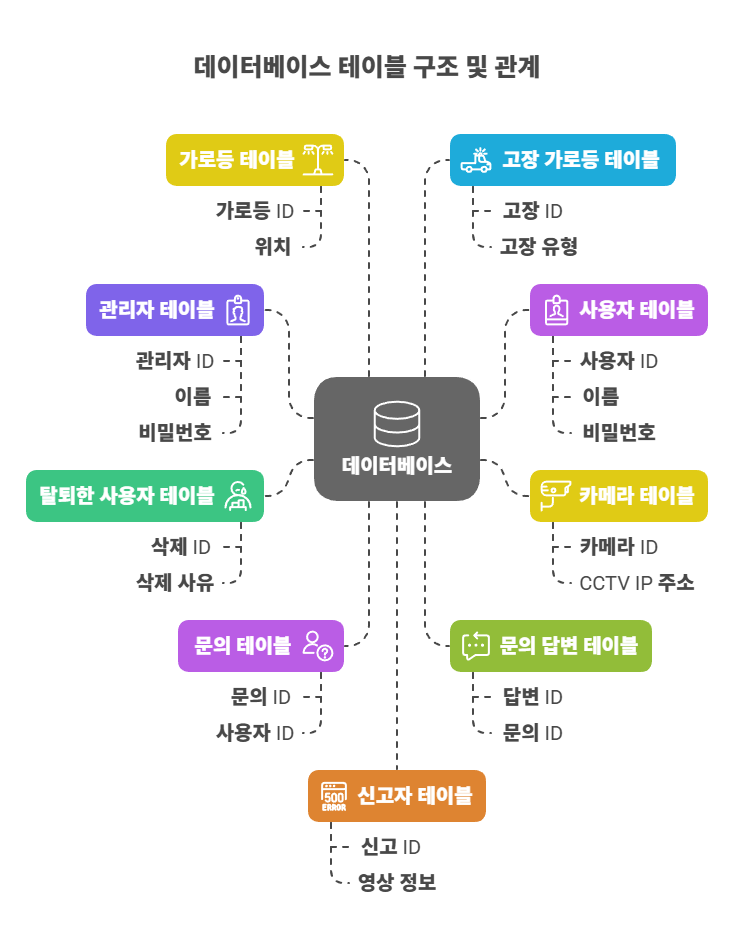 데이터베이스 테이블 구조 및 관계
가로등 테이블
가로등 ID
위치
고장 가로등 테이블
고장 ID
고장 유형
관리자 테이블
관리자 ID
이름
비밀번호
사용자 테이블
사용자 ID
이름
비밀번호
데이터베이스
탈퇴한 사용자 테이블
삭제 ID
삭제 사유
카메라 테이블
카메라 ID
CCTV IP 주소
문의 테이블
문의 ID
사용자 ID
문의 답변 테이블
답변 ID
문의 ID
500
ERROR
신고자 테이블
신고 ID
영상 정보